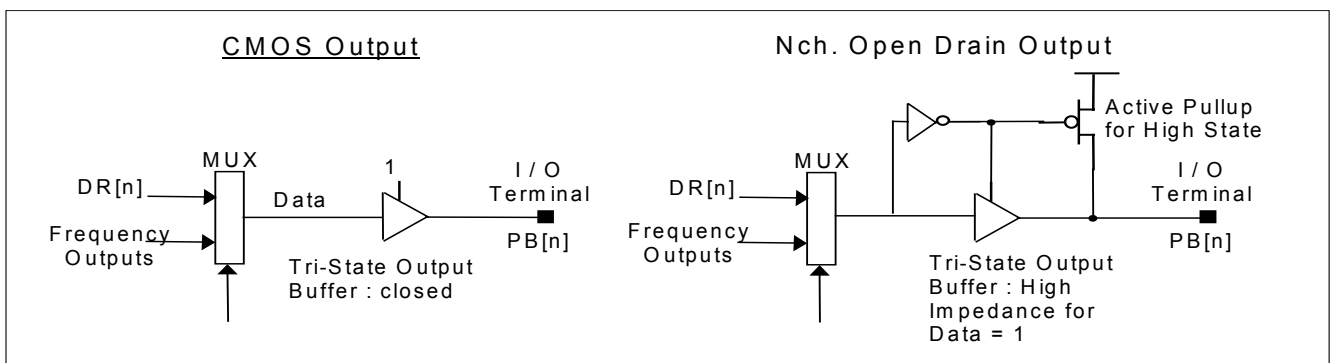 CMOS Output
MUX
DR[n]
Frequency
Outputs
Data
1
I / O
Terminal
PB[n]
Tri-State Output
Buffer : closed
Nch. Open Drain Output
Active Pullup
for High State
MUX
DR[n]
Frequency
Outputs
I / O
Terminal
PB[n]
Tri-State Output
Buffer : High
Impedance for
Data = 1